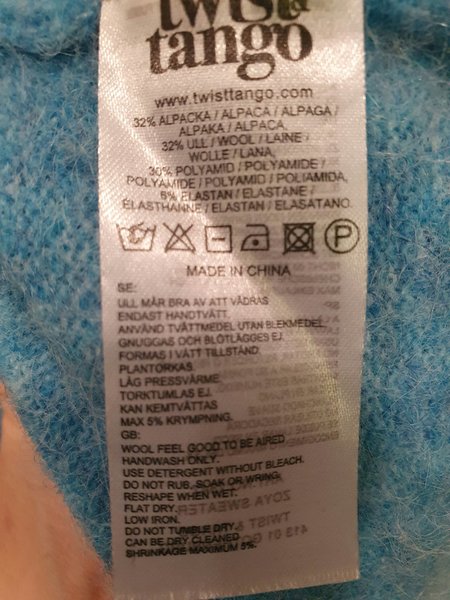 twist &
tango
www.twisttango.com
32% ALPACKA / ALPACA / ALPAGA /
ALPAKA / ALPACA,
32% ULL / WOOL / LAINE /
WOLLE / LANA,
30% POLYAMID / POLYAMIDE /
POLYAMIDE / POLYAMID / POLIAMIDA,
6% ELASTAN / ELASTANE /
ELASTHANNE / ELASTAN / ELASATANO.
P
MADE IN CHINA
SE:
ULL MÅR BRA AV ATT VÄDRAS
ENDAST HANDTVÄTT.
ANVÄND TVÄTTMEDEL UTAN BLEKMEDEL.
GNUGGAS OCH BLÖTLÄGGES EJ.
FORMAS I VÅTT TILLSTÅND.
PLANTORKAS.
LÅG PRESSVÄRME.
TORKTUMLAS EJ.
KAN KEMTVÄTTAS
MAX 5% KRYMPNING.
GB:
WOOL FEEL GOOD TO BE AIRED
HANDWASH ONLY.
USE DETERGENT WITHOUT BLEACH.
DO NOT RUB, SOAK OR WRING.
RESHAPE WHEN WET.
FLAT DRY.
LOW IRON.
DO NOT TUMBLE DRY.
CAN BE DRY CLEANED
SHRINKAGE MAXIMUM 5%.
ZOYA SWEATER
TWIST &